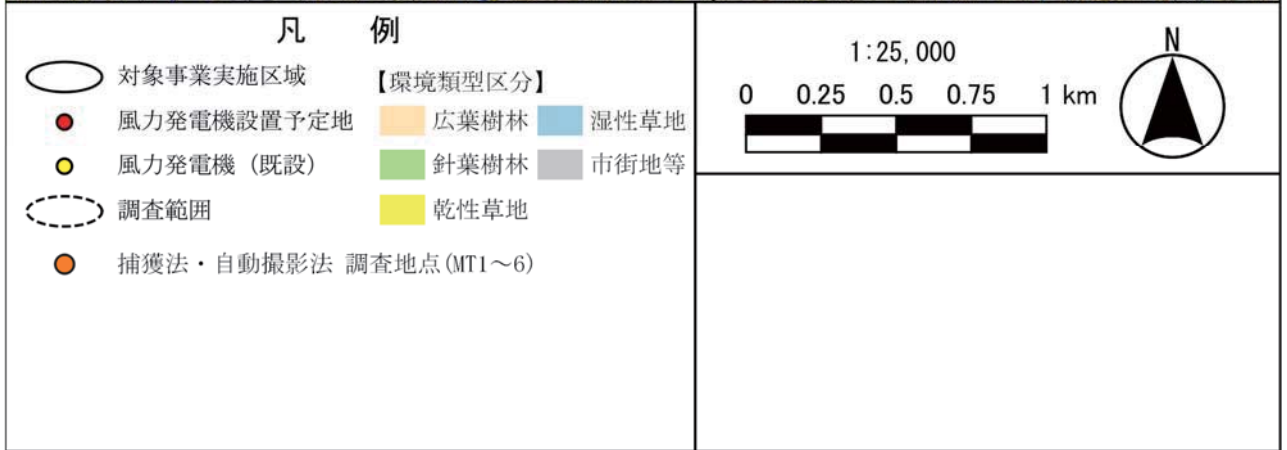 凡 例
対象事業実施区域
風力発電機設置予定地
風力発電機（既設）
調査範囲
捕獲法・自動撮影法 調査地点(MT1～6)
【環境類型区分】
広葉樹林 湿性草地
針葉樹林 市街地等
乾性草地
1:25,000
0 0.25 0.5 0.75 1 km
N